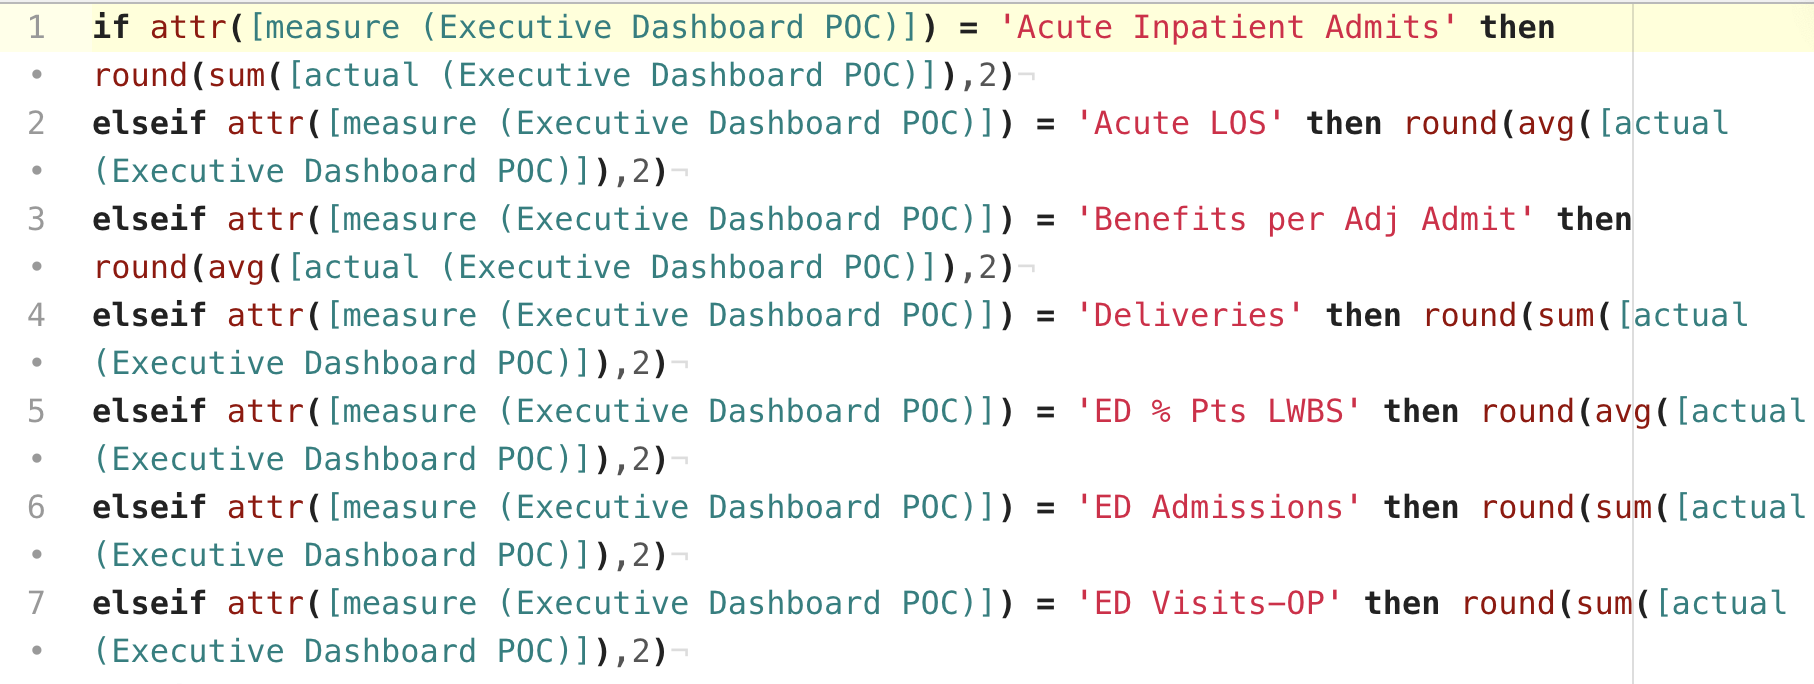 1 if attr([measure (Executive Dashboard POC)]) = 'Acute Inpatient Admits' then
• round(sum([actual (Executive Dashboard POC)]),2)¬
2 elseif attr([measure (Executive Dashboard POC)]) = 'Acute LOS' then round(avg([actual
• (Executive Dashboard POC)]),2)¬
3 elseif attr([measure (Executive Dashboard POC)]) = 'Benefits per Adj Admit' then
• round(avg([actual (Executive Dashboard POC)]),2)¬
4 elseif attr([measure (Executive Dashboard POC)]) = 'Deliveries' then round(sum([actual
• (Executive Dashboard POC)]),2)¬
5 elseif attr([measure (Executive Dashboard POC)]) = 'ED % Pts LWBS' then round(avg([actual
• (Executive Dashboard POC)]),2)¬
6 elseif attr([measure (Executive Dashboard POC)]) = 'ED Admissions' then round(sum([actual
• (Executive Dashboard POC)]),2)¬
7 elseif attr([measure (Executive Dashboard POC)]) = 'ED Visits-OP' then round(sum([actual
• (Executive Dashboard POC)]),2)¬